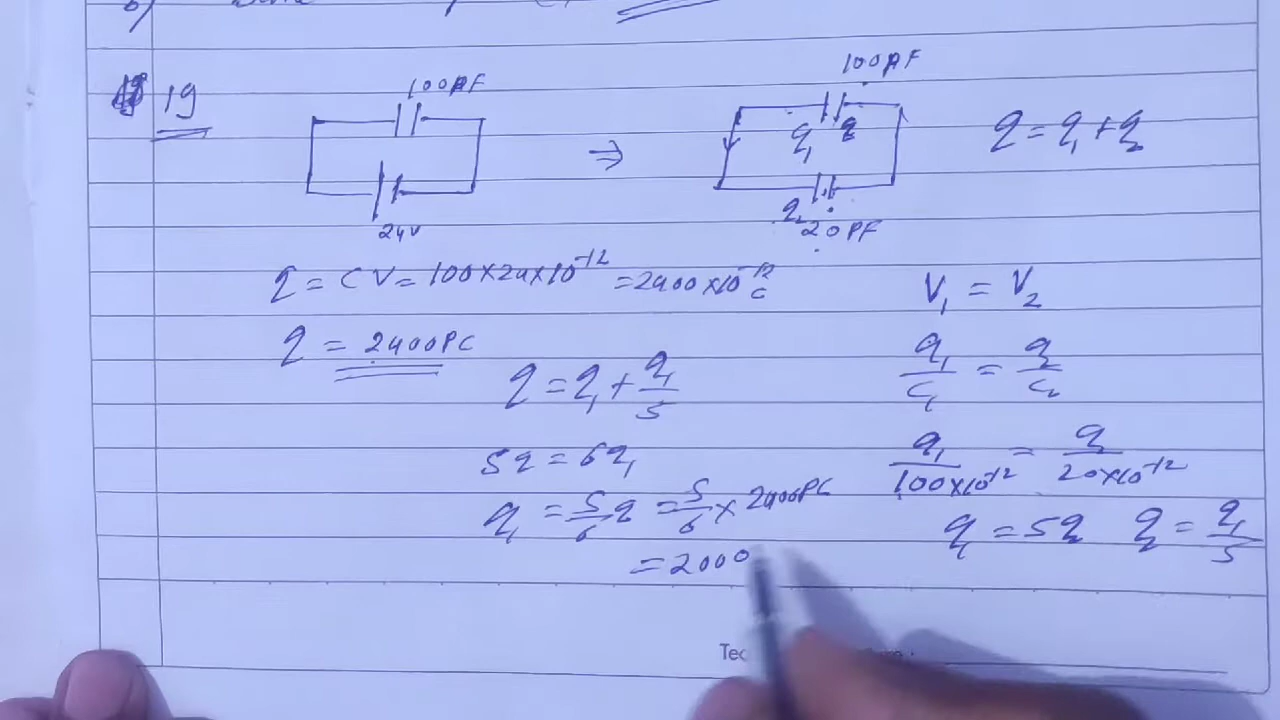 19
100pF
24V
⇒
100pF
q₁
q₂
20PF
q = q₁ + q₂
q = CV = 100×24×10⁻¹² = 2400×10⁻¹² C
q = 2400PC
V₁ = V₂
q = q₁ + q₁/5
q₁/C₁ = q₂/C₂
5q = 6q₁
q₁/100×10⁻¹² = q₂/20×10⁻¹²
q₁ = 5/6 q = 5/6 × 2400PC
q₁ = 5q₂ q₂ = q₁/5
= 2000